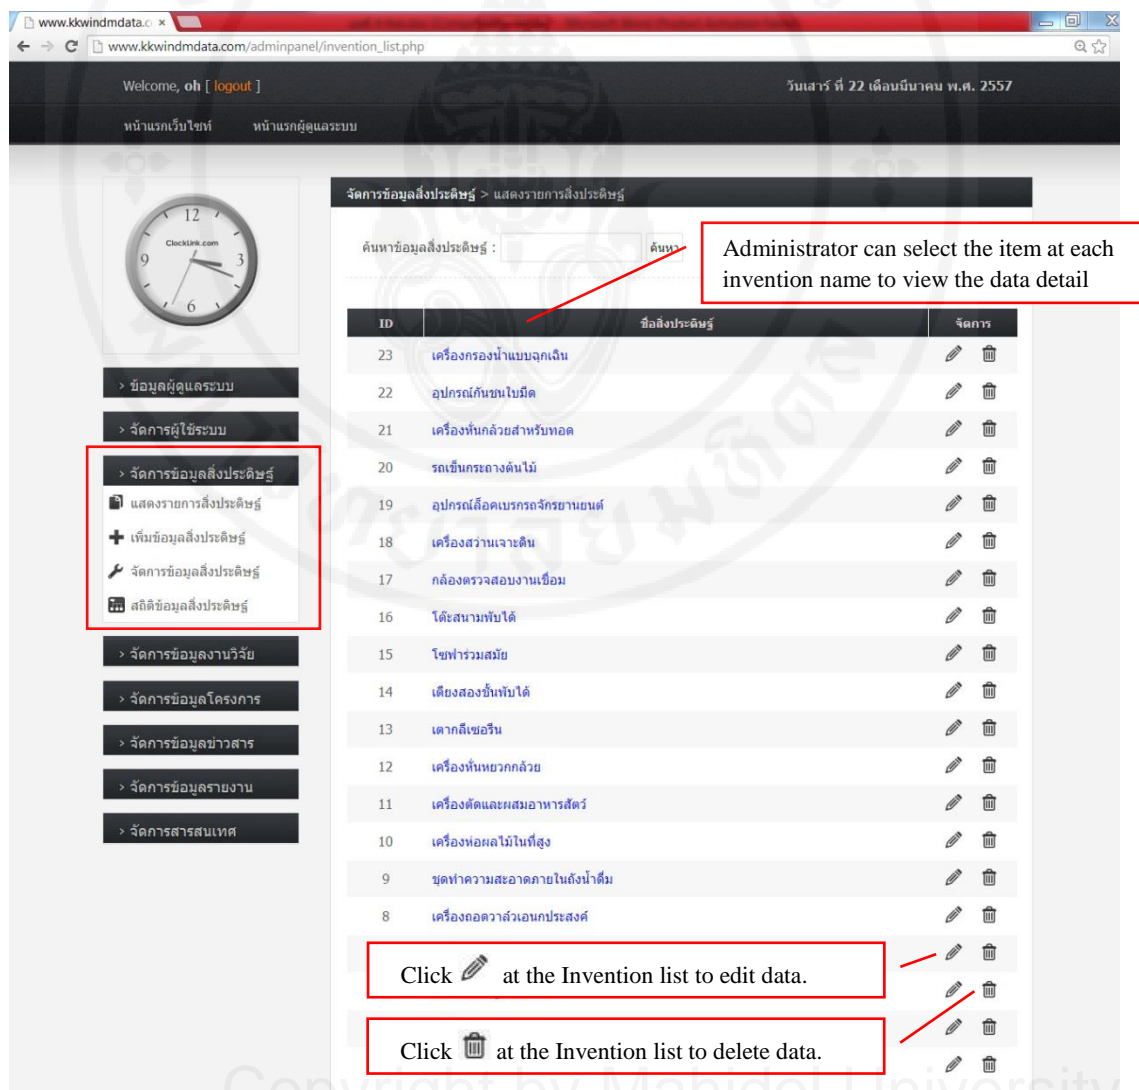 www.kkwindmdata.c ×
www.kkwindmdata.com/adminpanel/invention_list.php
Welcome, oh [ logout ]
วันเสาร์ ที่ 22 เดือนมีนาคม พ.ศ. 2557
หน้าแรกเว็บไซท์ หน้าแรกผู้ดูแลระบบ
12
ClockLink.com
9 3
6
จัดการข้อมูลสิ่งประดิษฐ์ > แสดงรายการสิ่งประดิษฐ์
ค้นหาข้อมูลสิ่งประดิษฐ์ : ค้นหา
Administrator can select the item at each
invention name to view the data detail
> ข้อมูลผู้ดูแลระบบ
> จัดการผู้ใช้ระบบ
> จัดการข้อมูลสิ่งประดิษฐ์
แสดงรายการสิ่งประดิษฐ์
เพิ่มข้อมูลสิ่งประดิษฐ์
จัดการข้อมูลสิ่งประดิษฐ์
สถิติข้อมูลสิ่งประดิษฐ์
> จัดการข้อมูลงานวิจัย
> จัดการข้อมูลโครงการ
> จัดการข้อมูลข่าวสาร
> จัดการข้อมูลรายงาน
> จัดการสารสนเทศ
ID ชื่อสิ่งประดิษฐ์ จัดการ
23 เครื่องกรองน้ำแบบฉุกเฉิน
22 อุปกรณ์กันชนใบมีด
21 เครื่องหั่นกล้วยสำหรับทอด
20 รถเข็นกระถางต้นไม้
19 อุปกรณ์ล็อคเบรกรถจักรยานยนต์
18 เครื่องสว่านเจาะดิน
17 กล้องตรวจสอบงานเชื่อม
16 โต๊ะสนามพับได้
15 โซฟาร่วมสมัย
14 เตียงสองชั้นพับได้
13 เตากลีเซอรีน
12 เครื่องหั่นหยวกกล้วย
11 เครื่องตัดและผสมอาหารสัตว์
10 เครื่องห่อผลไม้ในที่สูง
9 ชุดทำความสะอาดภายในถังน้ำดื่ม
8 เครื่องถอดวาล์วเอนกประสงค์
Click at the Invention list to edit data.
Click at the Invention list to delete data.
Copyright by Mahidol University